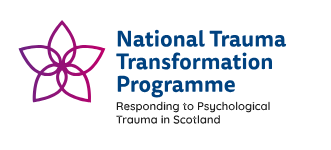 National Trauma
Transformation
Programme
Responding to Psychological
Trauma in Scotland